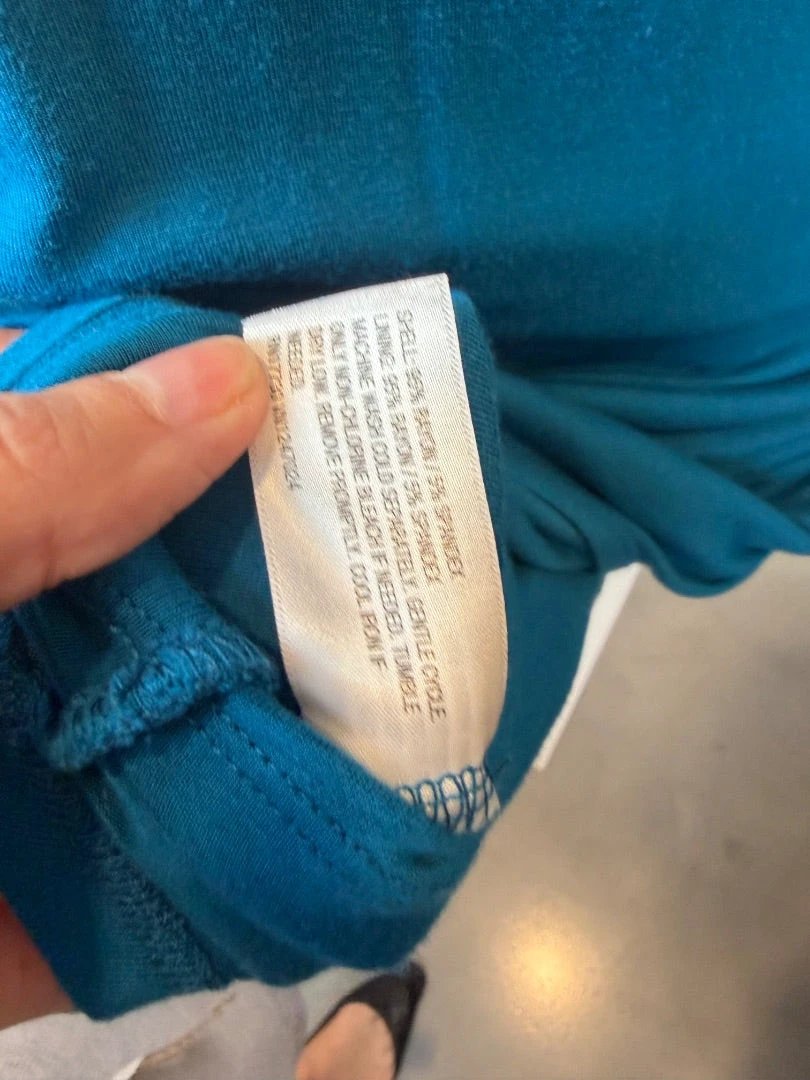 SHELL: 95% RAYON / 5% SPANDEX
LINING: 95% RAYON / 5% SPANDEX
MACHINE WASH COLD SEPARATELY, GENTLE CYCLE
ONLY NON-CHLORINE BLEACH IF NEEDED. TUMBLE
DRY LOW. REMOVE PROMPTLY. COOL IRON IF
NEEDED.